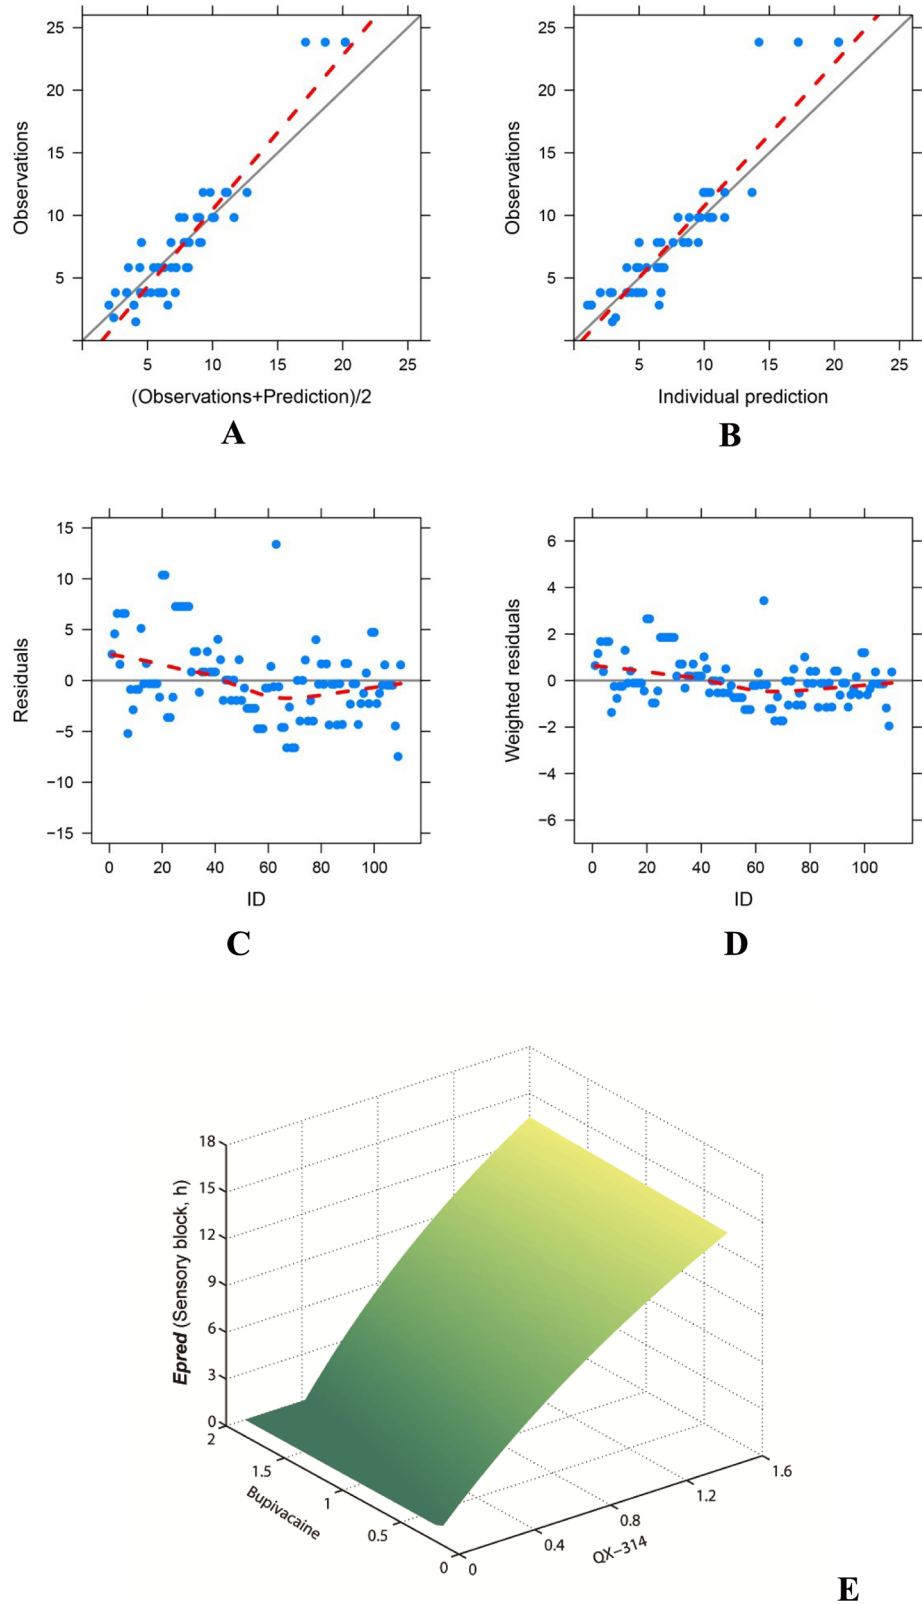 25
20
15
10
5
Observations
5 10 15 20 25
(Observations+Prediction)/2
A
25
20
15
10
5
Observations
5 10 15 20 25
Individual prediction
B
15
10
5
0
−5
−10
−15
Residuals
0 20 40 60 80 100
ID
C
6
4
2
0
−2
−4
−6
Weighted residuals
0 20 40 60 80 100
ID
D
18
15
12
9
6
3
0
Epred (Sensory block, h)
2
1.5
1
0.5
0
Bupivacaine
0
0.4
0.8
1.2
1.6
QX−314
E